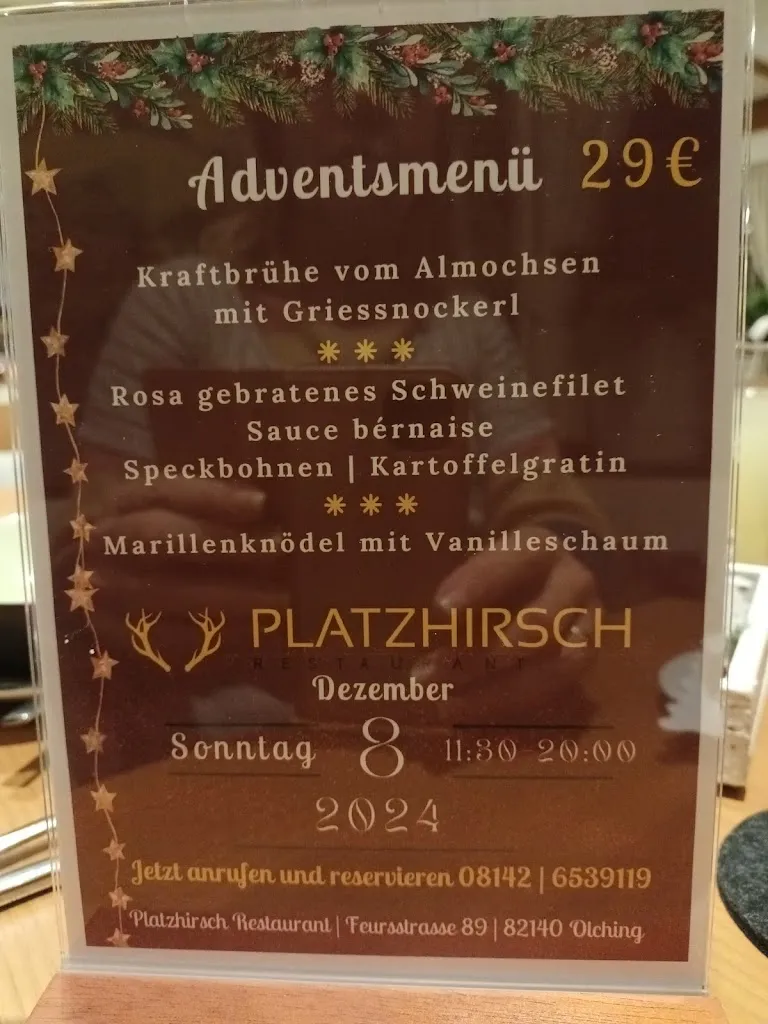 Adventsmenü 29€
Kraftbrühe vom Almochsen
mit Griessnockerl
Rosa gebratenes Schweinefilet
Sauce bérnaise
Speckbohnen | Kartoffelgratin
Marillenknödel mit Vanilleschaum
PLATZHIRSCH
RESTAURANT
Dezember
Sonntag 8 11:30-20:00
2024
Jetzt anrufen und reservieren 08142 | 6539119
Platzhirsch Restaurant | Feursstrasse 89 | 82140 Olching